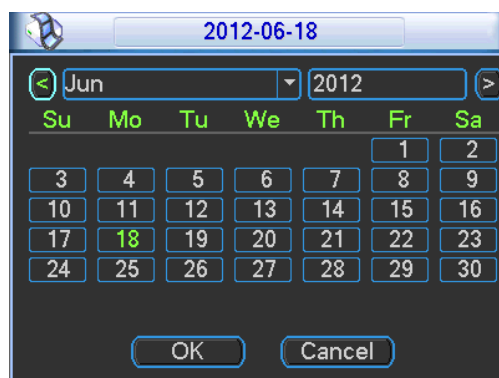 2012-06-18
< Jun 2012 >
Su Mo Tu We Th Fr Sa
1 2
3 4 5 6 7 8 9
10 11 12 13 14 15 16
17 18 19 20 21 22 23
24 25 26 27 28 29 30
OK Cancel